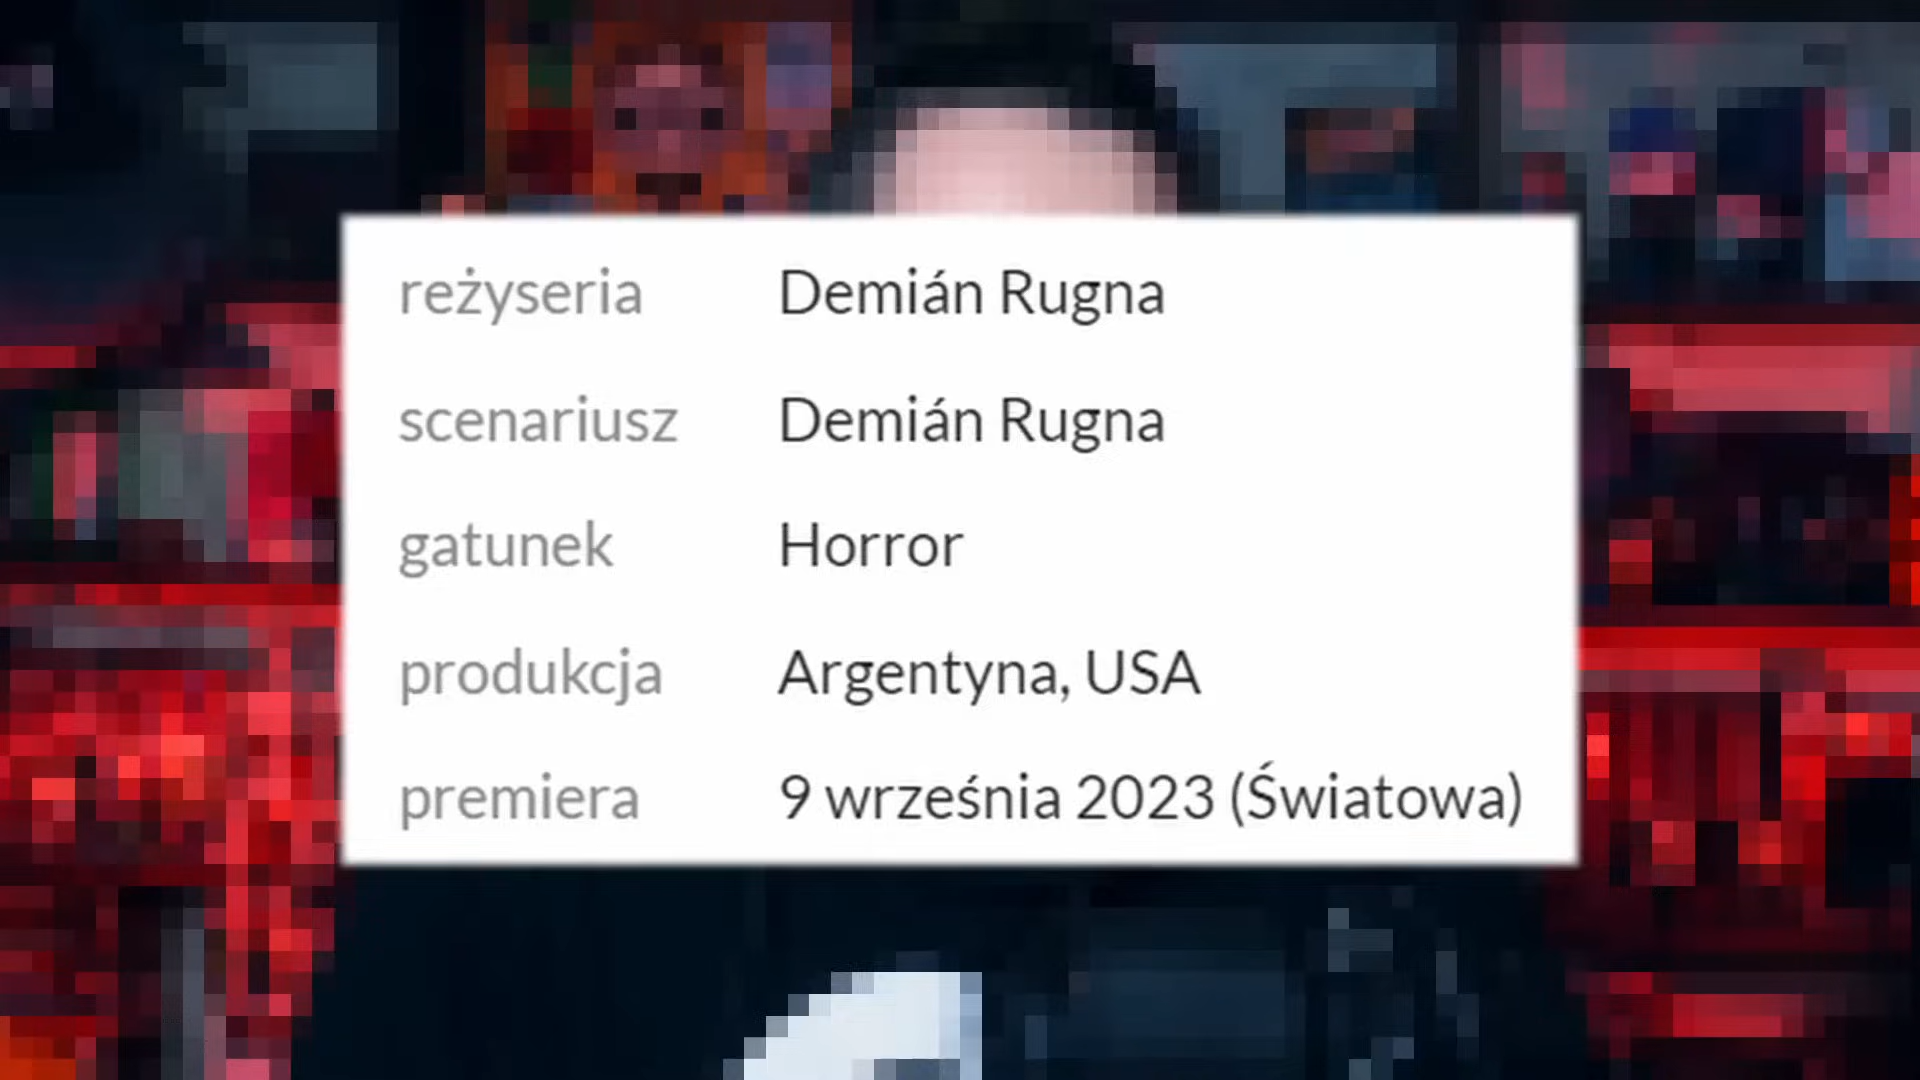 reżyseria Demián Rugna
scenariusz Demián Rugna
gatunek Horror
produkcja Argentyna, USA
premiera 9 września 2023 (Światowa)